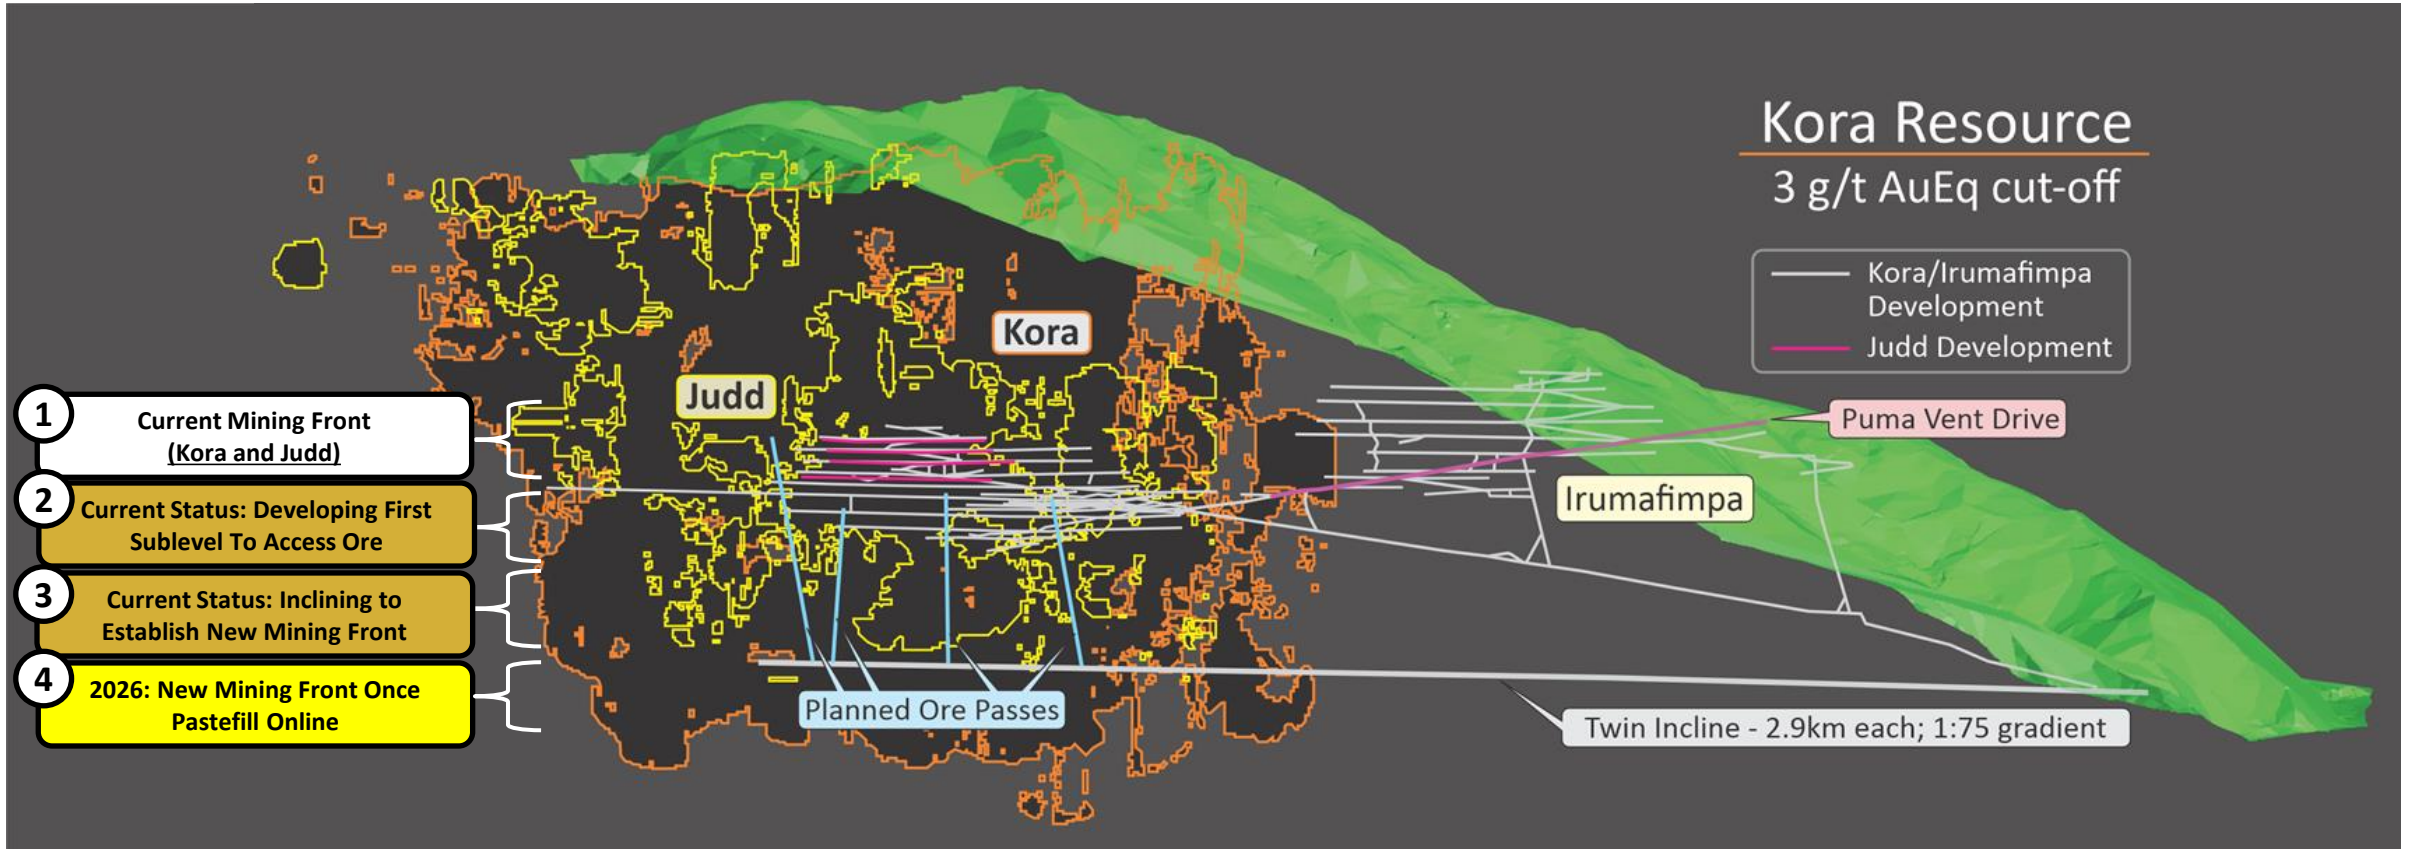 Kora Resource
3 g/t AuEq cut-off
Kora/Irumafimpa
Development
Judd Development
Kora
Judd
1
Current Mining Front
(Kora and Judd)
2
Current Status: Developing First
Sublevel To Access Ore
3
Current Status: Inclining to
Establish New Mining Front
4
2026: New Mining Front Once
Pastefill Online
Puma Vent Drive
Irumafimpa
Planned Ore Passes
Twin Incline - 2.9km each; 1:75 gradient